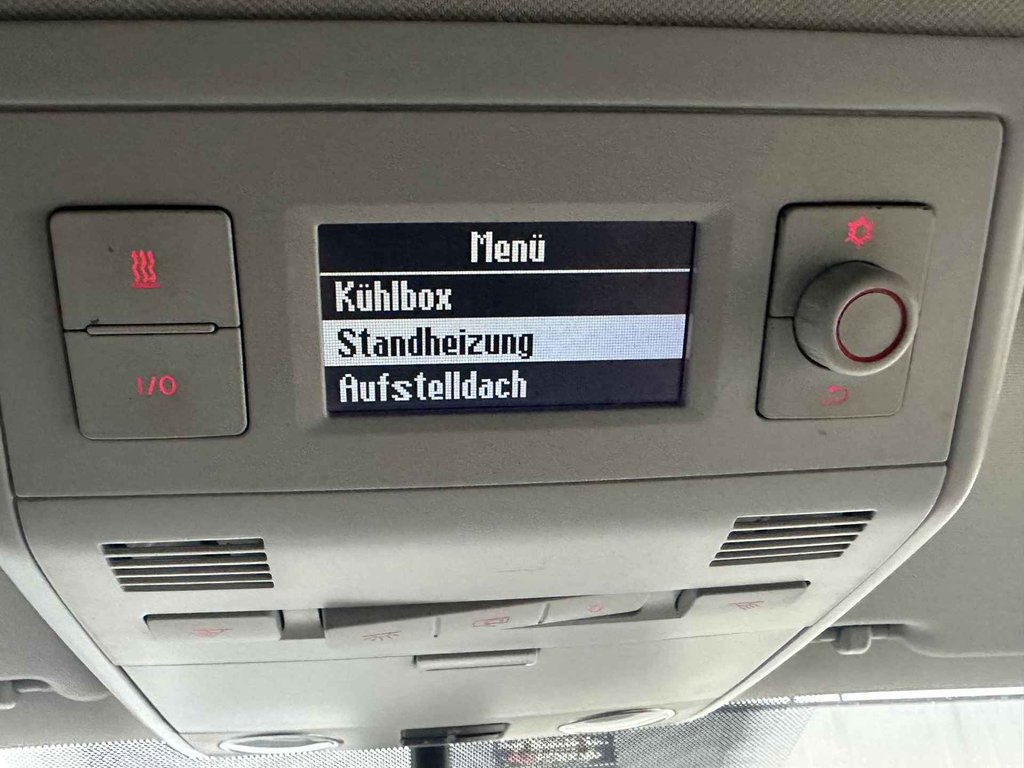 Menü
Kühlbox
Standheizung
Aufstelldach
I/O